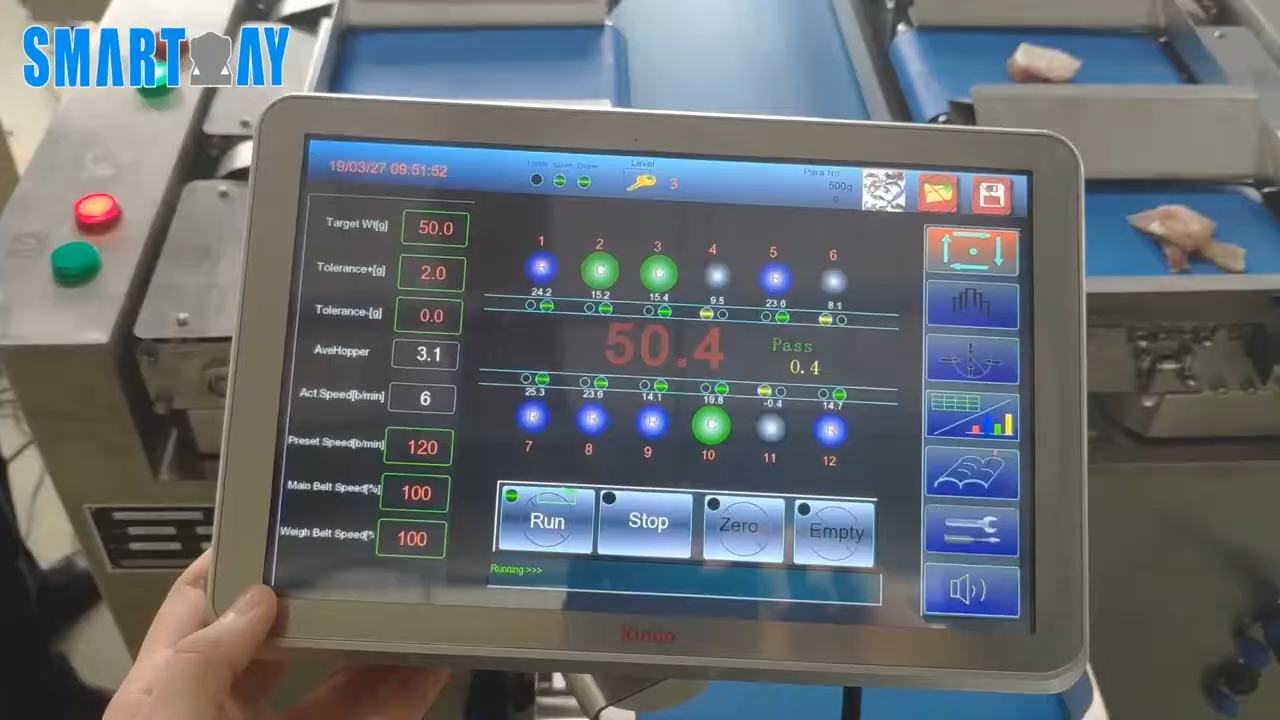 SMART AY
19/03/27 09:51:52
Level
3
Para No.
500g
0
Target Wt[g] 50.0
Tolerance+[g] 2.0
Tolerance-[g] 0.0
AveHopper 3.1
Act.Speed[b/min] 6
Preset Speed[b/min] 120
Main Belt Speed[%] 100
Weigh Belt Speed[% 100
1 2 3 4 5 6
R C C R
24.2 15.2 15.4 9.5 23.6 8.1
50.4
Pass
0.4
25.3 23.6 14.1 19.8 -0.4 14.7
R R R C R
7 8 9 10 11 12
Run Stop Zero Empty
Running >>>
Kinco